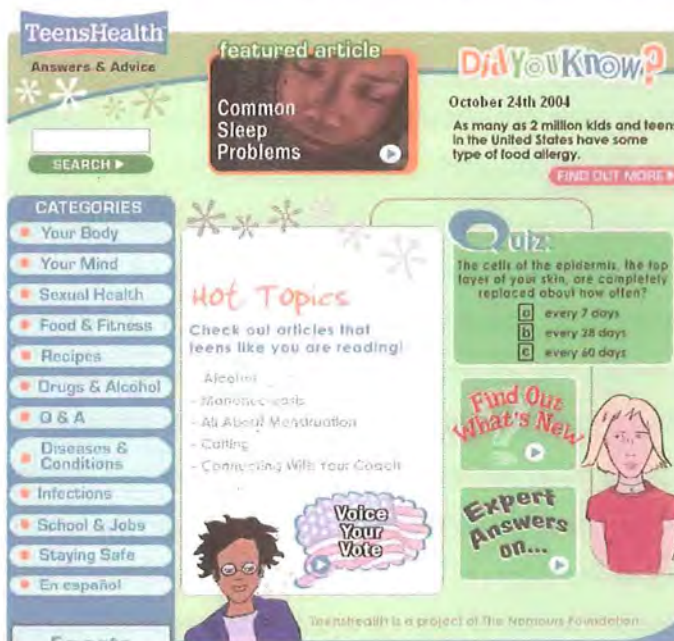 TeensHealth
Answers & Advice
SEARCH
featured article
Common
Sleep
Problems
Did You Know?
October 24th 2004
As many as 2 million kids and teens
in the United States have some
type of food allergy.
FIND OUT MORE
CATEGORIES
Your Body
Your Mind
Sexual Health
Food & Fitness
Recipes
Drugs & Alcohol
Q & A
Diseases &
Conditions
Infections
School & Jobs
Staying Safe
En español
Hot Topics
Check out articles that
teens like you are reading!
- Alcohol
- Mononucleosis
- All About Menstruation
- Cutting
- Connecting With Your Coach
Voice
Your
Vote
Quiz:
The cells of the epidermis, the top
layer of your skin, are completely
replaced about how often?
a every 7 days
b every 28 days
c every 60 days
Find Out
What's New
Expert
Answers
on...
TeensHealth is a project of The Nemours Foundation